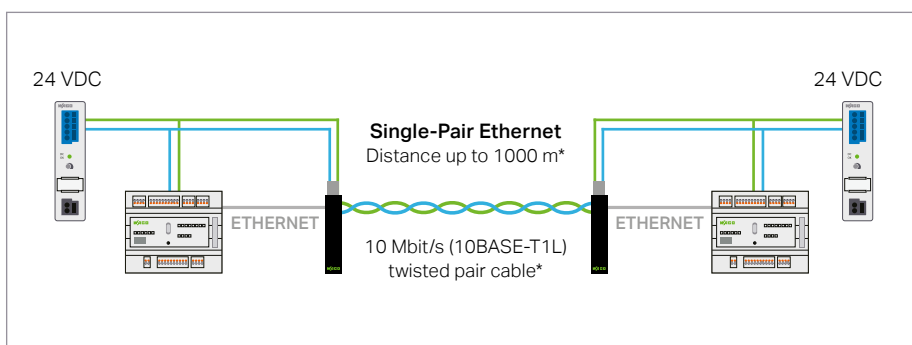 24 VDC
24 VDC
Single-Pair Ethernet
Distance up to 1000 m*
ETHERNET
ETHERNET
10 Mbit/s (10BASE-T1L)
twisted pair cable*